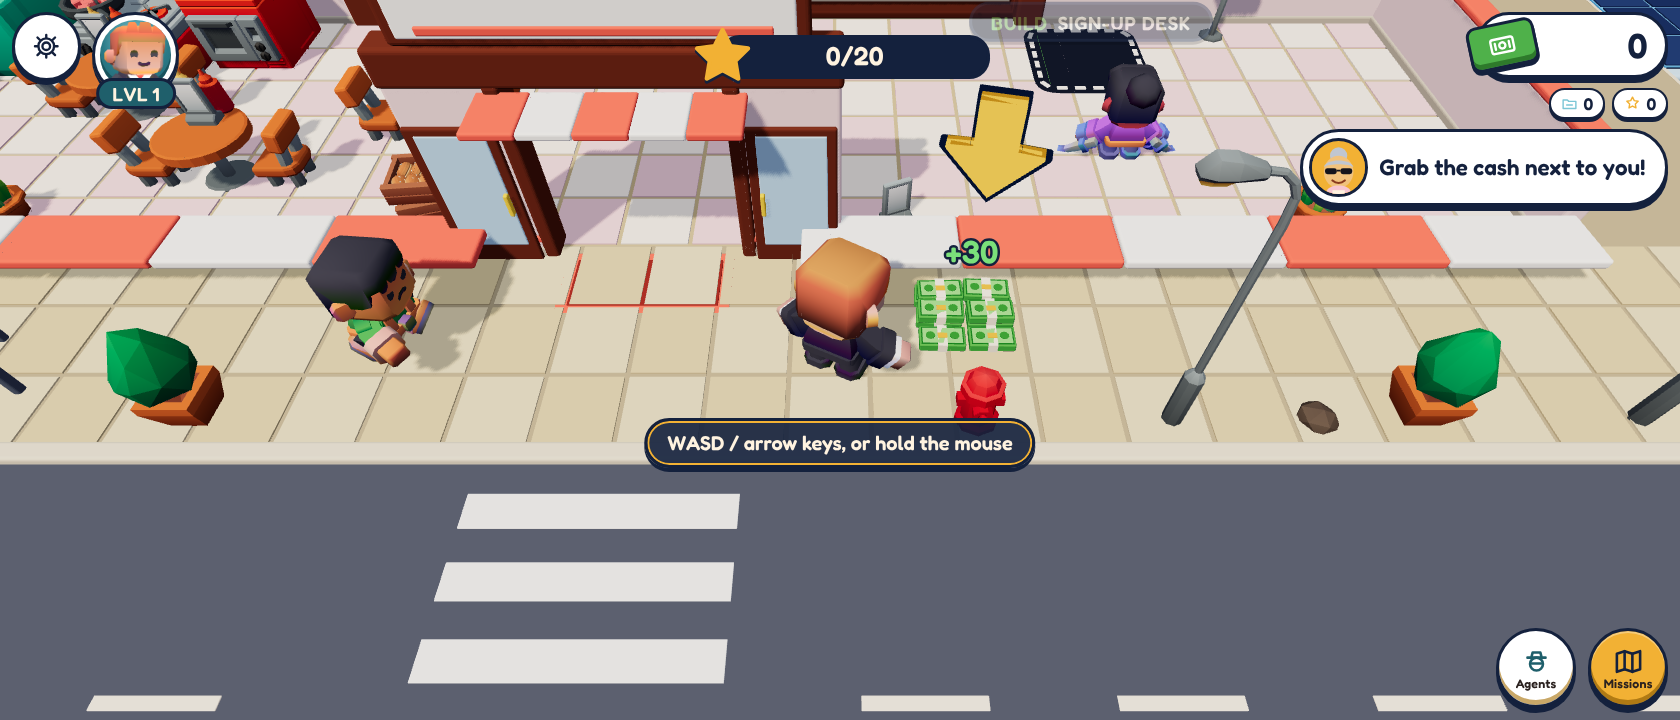 BUILD SIGN-UP DESK
0/20
0
LVL 1
0
0
Grab the cash next to you!
+30
WASD / arrow keys, or hold the mouse
Agents
Missions